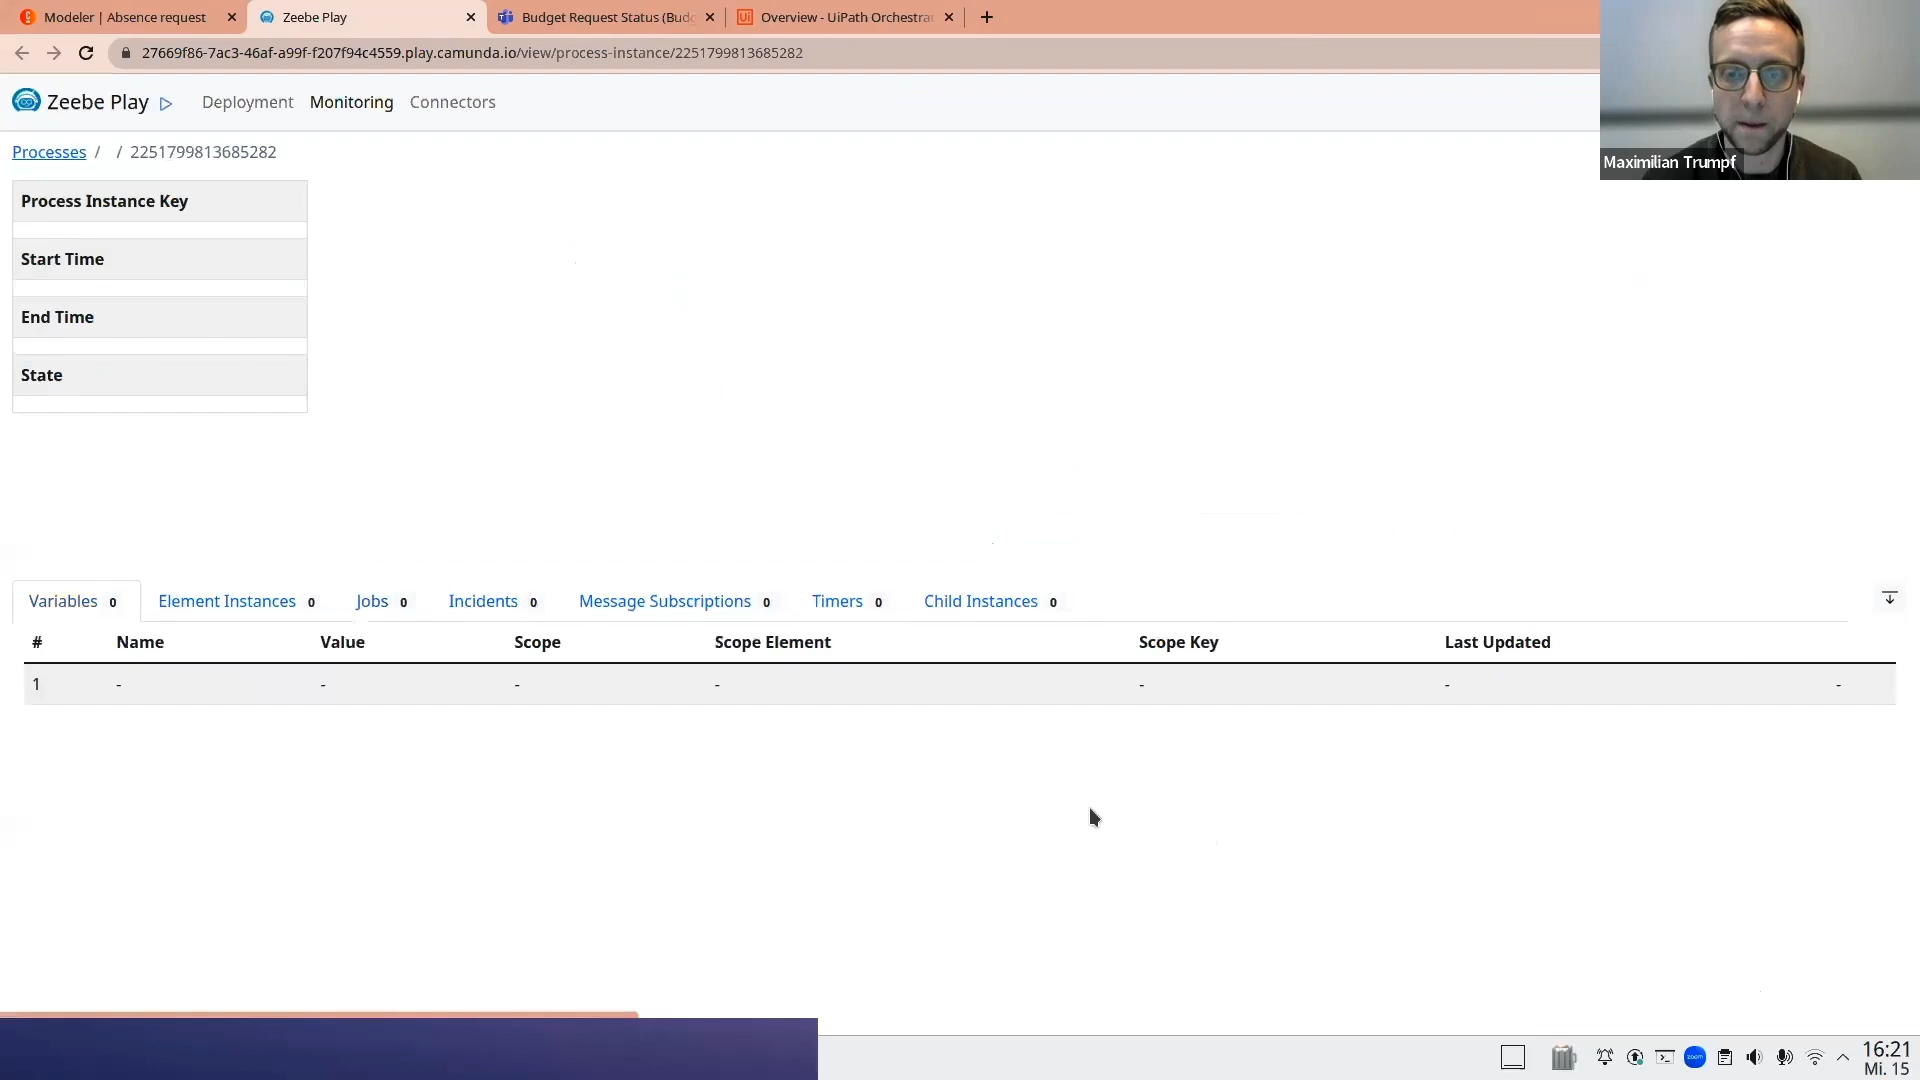 Modeler | Absence request
Zeebe Play
Budget Request Status (Budg
Overview - UiPath Orchestrat
27669f86-7ac3-46af-a99f-f207f94c4559.play.camunda.io/view/process-instance/2251799813685282
Zeebe Play
Deployment
Monitoring
Connectors
Maximilian Trumpf
Processes / / 2251799813685282
Process Instance Key
Start Time
End Time
State
Variables 0
Element Instances 0
Jobs 0
Incidents 0
Message Subscriptions 0
Timers 0
Child Instances 0
# Name Value Scope Scope Element Scope Key Last Updated
1 - - - - - - -
zoom
16:21
Mi. 15